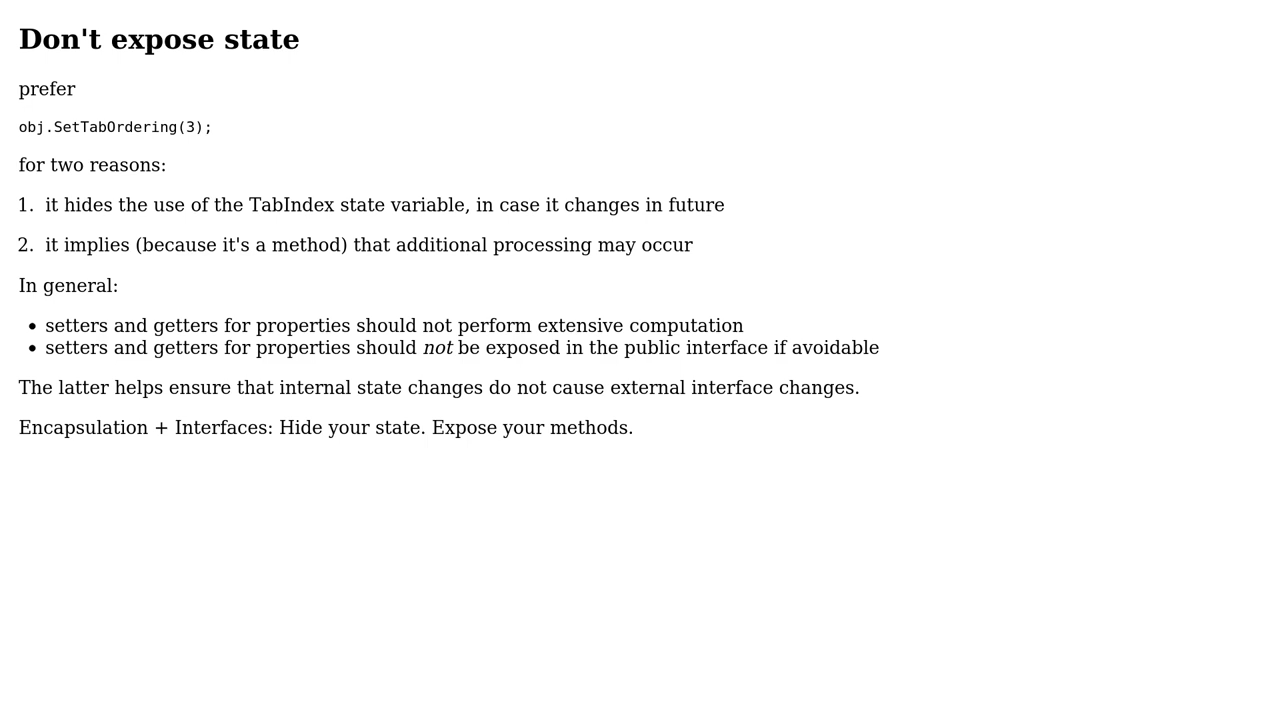 Don't expose state
prefer
obj.SetTabOrdering(3);
for two reasons:
1. it hides the use of the TabIndex state variable, in case it changes in future
2. it implies (because it's a method) that additional processing may occur
In general:
• setters and getters for properties should not perform extensive computation
• setters and getters for properties should not be exposed in the public interface if avoidable
The latter helps ensure that internal state changes do not cause external interface changes.
Encapsulation + Interfaces: Hide your state. Expose your methods.